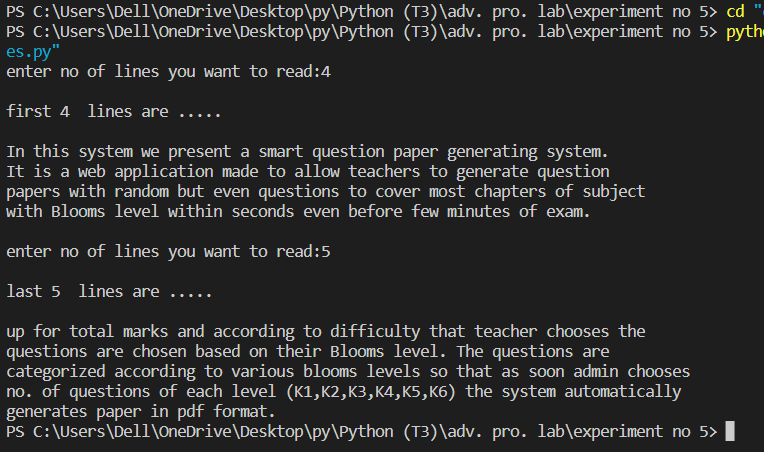 PS C:\Users\Dell\OneDrive\Desktop\py\Python (T3)\adv. pro. lab\experiment no 5> cd "
PS C:\Users\Dell\OneDrive\Desktop\py\Python (T3)\adv. pro. lab\experiment no 5> pyth
es.py"
enter no of lines you want to read:4
first 4  lines are .....
In this system we present a smart question paper generating system.
It is a web application made to allow teachers to generate question
papers with random but even questions to cover most chapters of subject
with Blooms level within seconds even before few minutes of exam.
enter no of lines you want to read:5
last 5  lines are .....
up for total marks and according to difficulty that teacher chooses the
questions are chosen based on their Blooms level. The questions are
categorized according to various blooms levels so that as soon admin chooses
no. of questions of each level (K1,K2,K3,K4,K5,K6) the system automatically
generates paper in pdf format.
PS C:\Users\Dell\OneDrive\Desktop\py\Python (T3)\adv. pro. lab\experiment no 5>